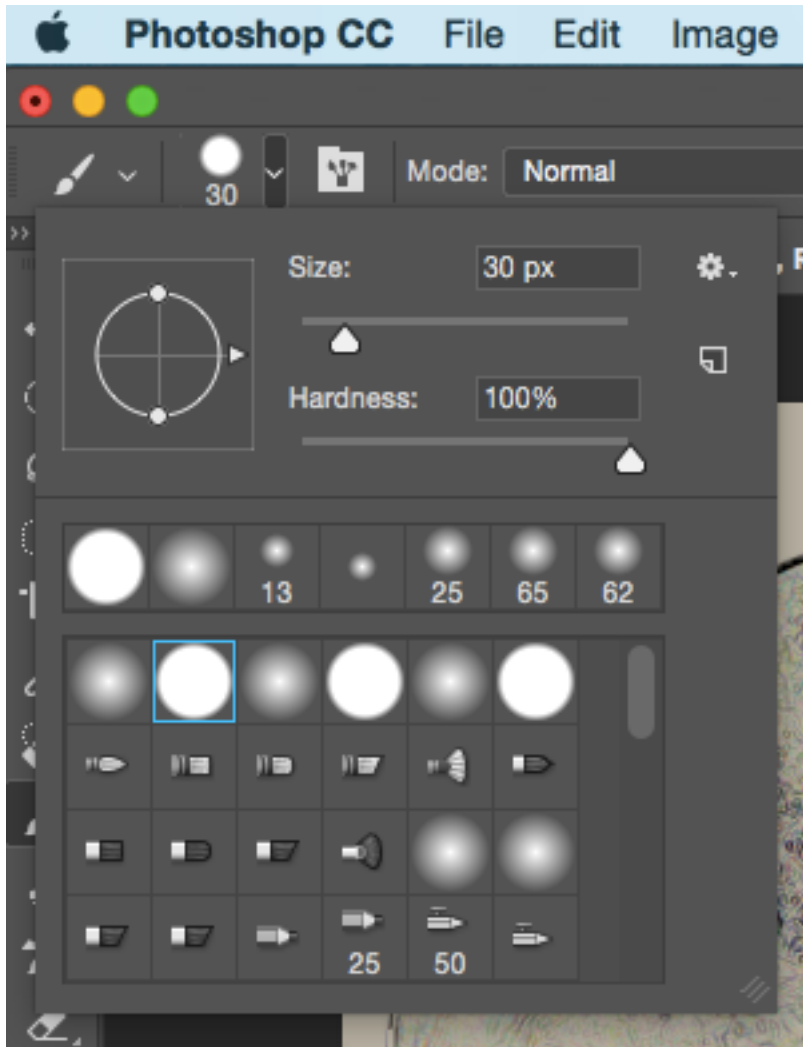 Photoshop CC File Edit Image
30 Mode: Normal
, R
Size: 30 px
Hardness: 100%
13 25 65 62
25 50